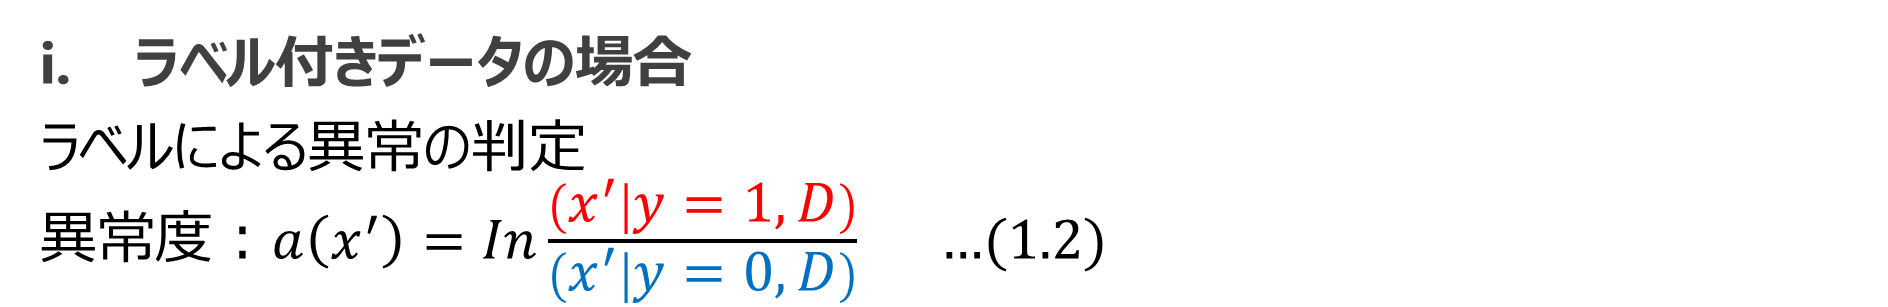 i. ラベル付きデータの場合
ラベルによる異常の判定
異常度：a(x′) = In (x′|y = 1, D) / (x′|y = 0, D) …(1.2)